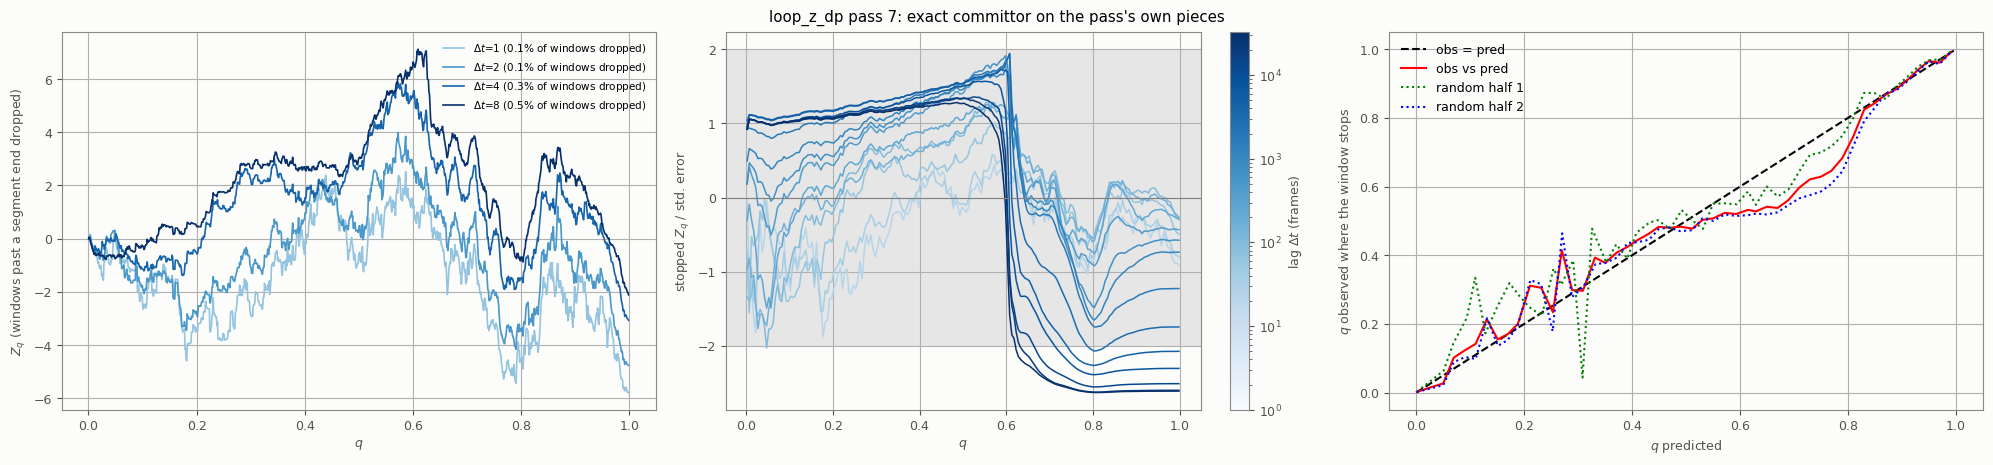 loop_z_dp pass 7: exact committor on the pass's own pieces
Z_q (windows past a segment end dropped)
6
4
2
0
−2
−4
−6
0.0
0.2
0.4
0.6
0.8
1.0
q
Δt=1 (0.1% of windows dropped)
Δt=2 (0.1% of windows dropped)
Δt=4 (0.3% of windows dropped)
Δt=8 (0.5% of windows dropped)
stopped Z_q / std. error
2
1
0
−1
−2
0.0
0.2
0.4
0.6
0.8
1.0
q
10^4
10^3
10^2
10^1
10^0
lag Δt (frames)
q observed where the window stops
1.0
0.8
0.6
0.4
0.2
0.0
0.0
0.2
0.4
0.6
0.8
1.0
q predicted
obs = pred
obs vs pred
random half 1
random half 2